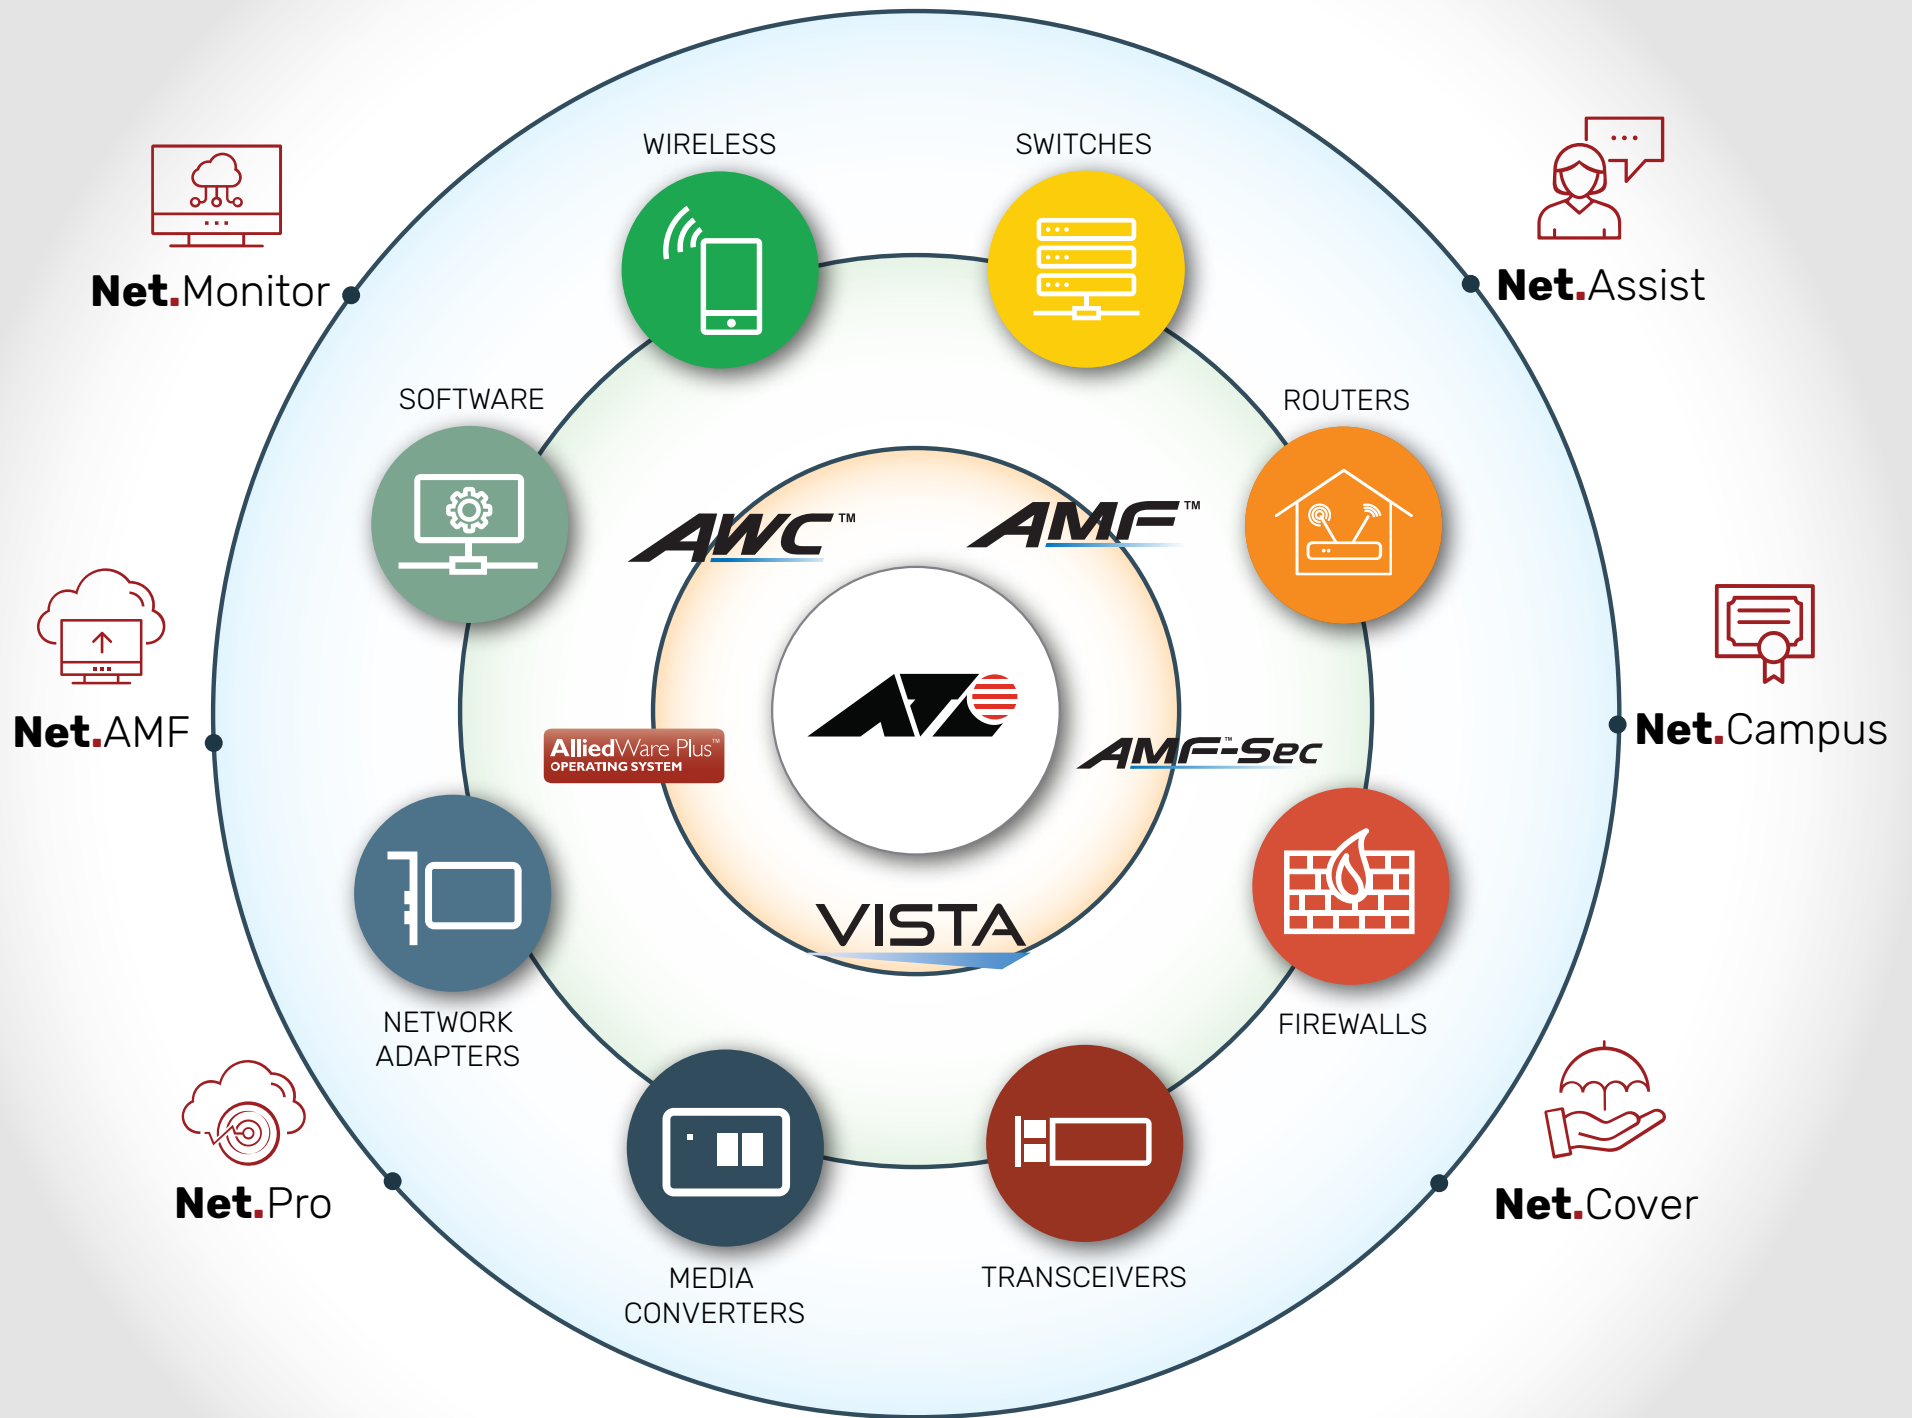 WIRELESS
SWITCHES
Net.Monitor
Net.Assist
SOFTWARE
ROUTERS
AWC™
AMF™
Net.AMF
Net.Campus
AlliedWare Plus™
OPERATING SYSTEM
AMF™-Sec
VISTA
NETWORK
ADAPTERS
FIREWALLS
Net.Pro
Net.Cover
MEDIA
CONVERTERS
TRANSCEIVERS